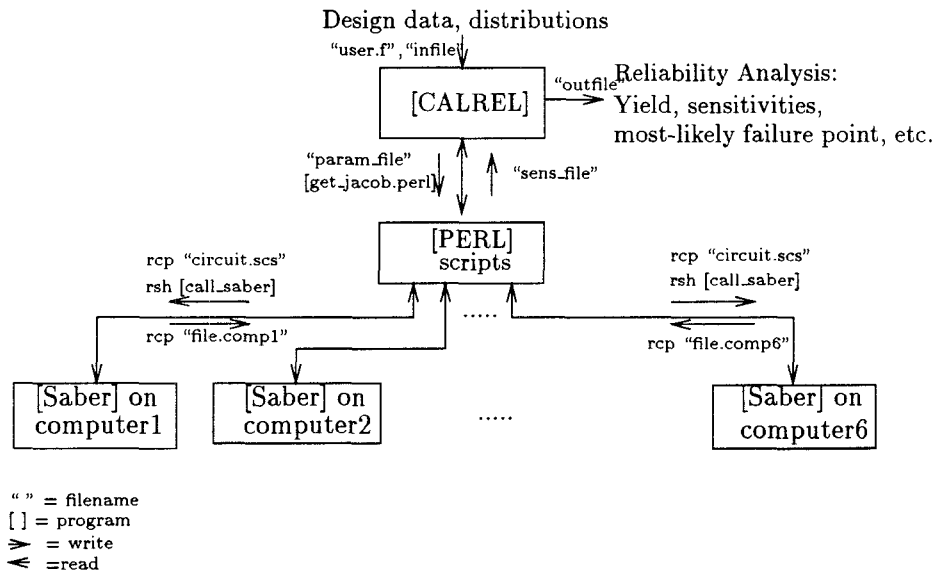 Design data, distributions
“user.f”, “infile
[CALREL]
“outfile”
Reliability Analysis:
Yield, sensitivities,
most-likely failure point, etc.
“param_file”
[get_jacob.perl]
“sens_file”
[PERL]
scripts
rcp “circuit.scs”
rsh [call_saber]
rcp “file.comp1”
.....
rcp “circuit.scs”
rsh [call_saber]
rcp “file.comp6”
[Saber] on
computer1
[Saber] on
computer2
.....
[Saber] on
computer6
“ ” = filename
[ ] = program
= write
=read